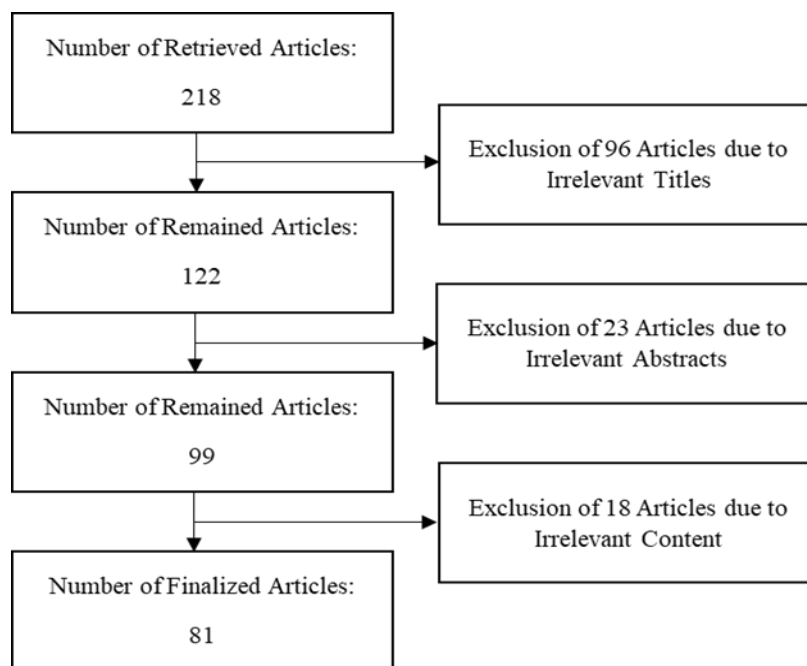 Number of Retrieved Articles:
218
Exclusion of 96 Articles due to
Irrelevant Titles
Number of Remained Articles:
122
Exclusion of 23 Articles due to
Irrelevant Abstracts
Number of Remained Articles:
99
Exclusion of 18 Articles due to
Irrelevant Content
Number of Finalized Articles:
81